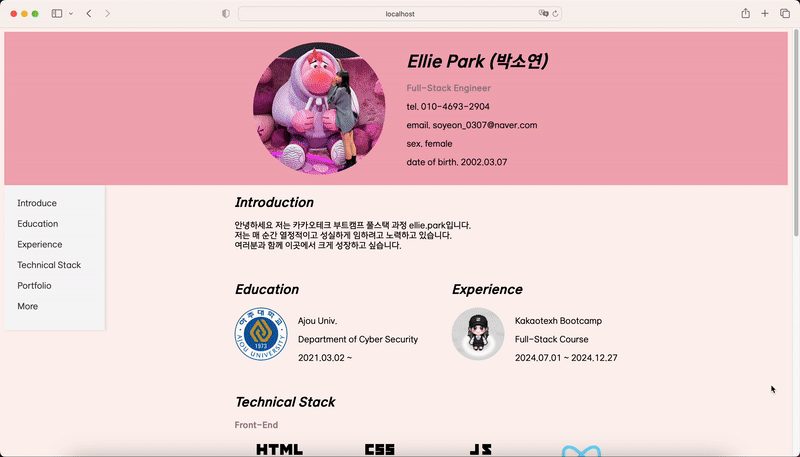 localhost
Ellie Park (박소연)
Full-Stack Engineer
tel. 010-4693-2904
email. soyeon_0307@naver.com
sex. female
date of birth. 2002.03.07
Introduce
Education
Experience
Technical Stack
Portfolio
More
Introduction
안녕하세요 저는 카카오테크 부트캠프 풀스택 과정 ellie.park입니다.
저는 매 순간 열정적이고 성실하게 임하려고 노력하고 있습니다.
여러분과 함께 이곳에서 크게 성장하고 싶습니다.
Education
아주대학교
1973
AJOU UNIVERSITY
Ajou Univ.
Department of Cyber Security
2021.03.02 ~
Experience
Kakaotexh Bootcamp
Full-Stack Course
2024.07.01 ~ 2024.12.27
Technical Stack
Front-End
HTML
CSS
JS